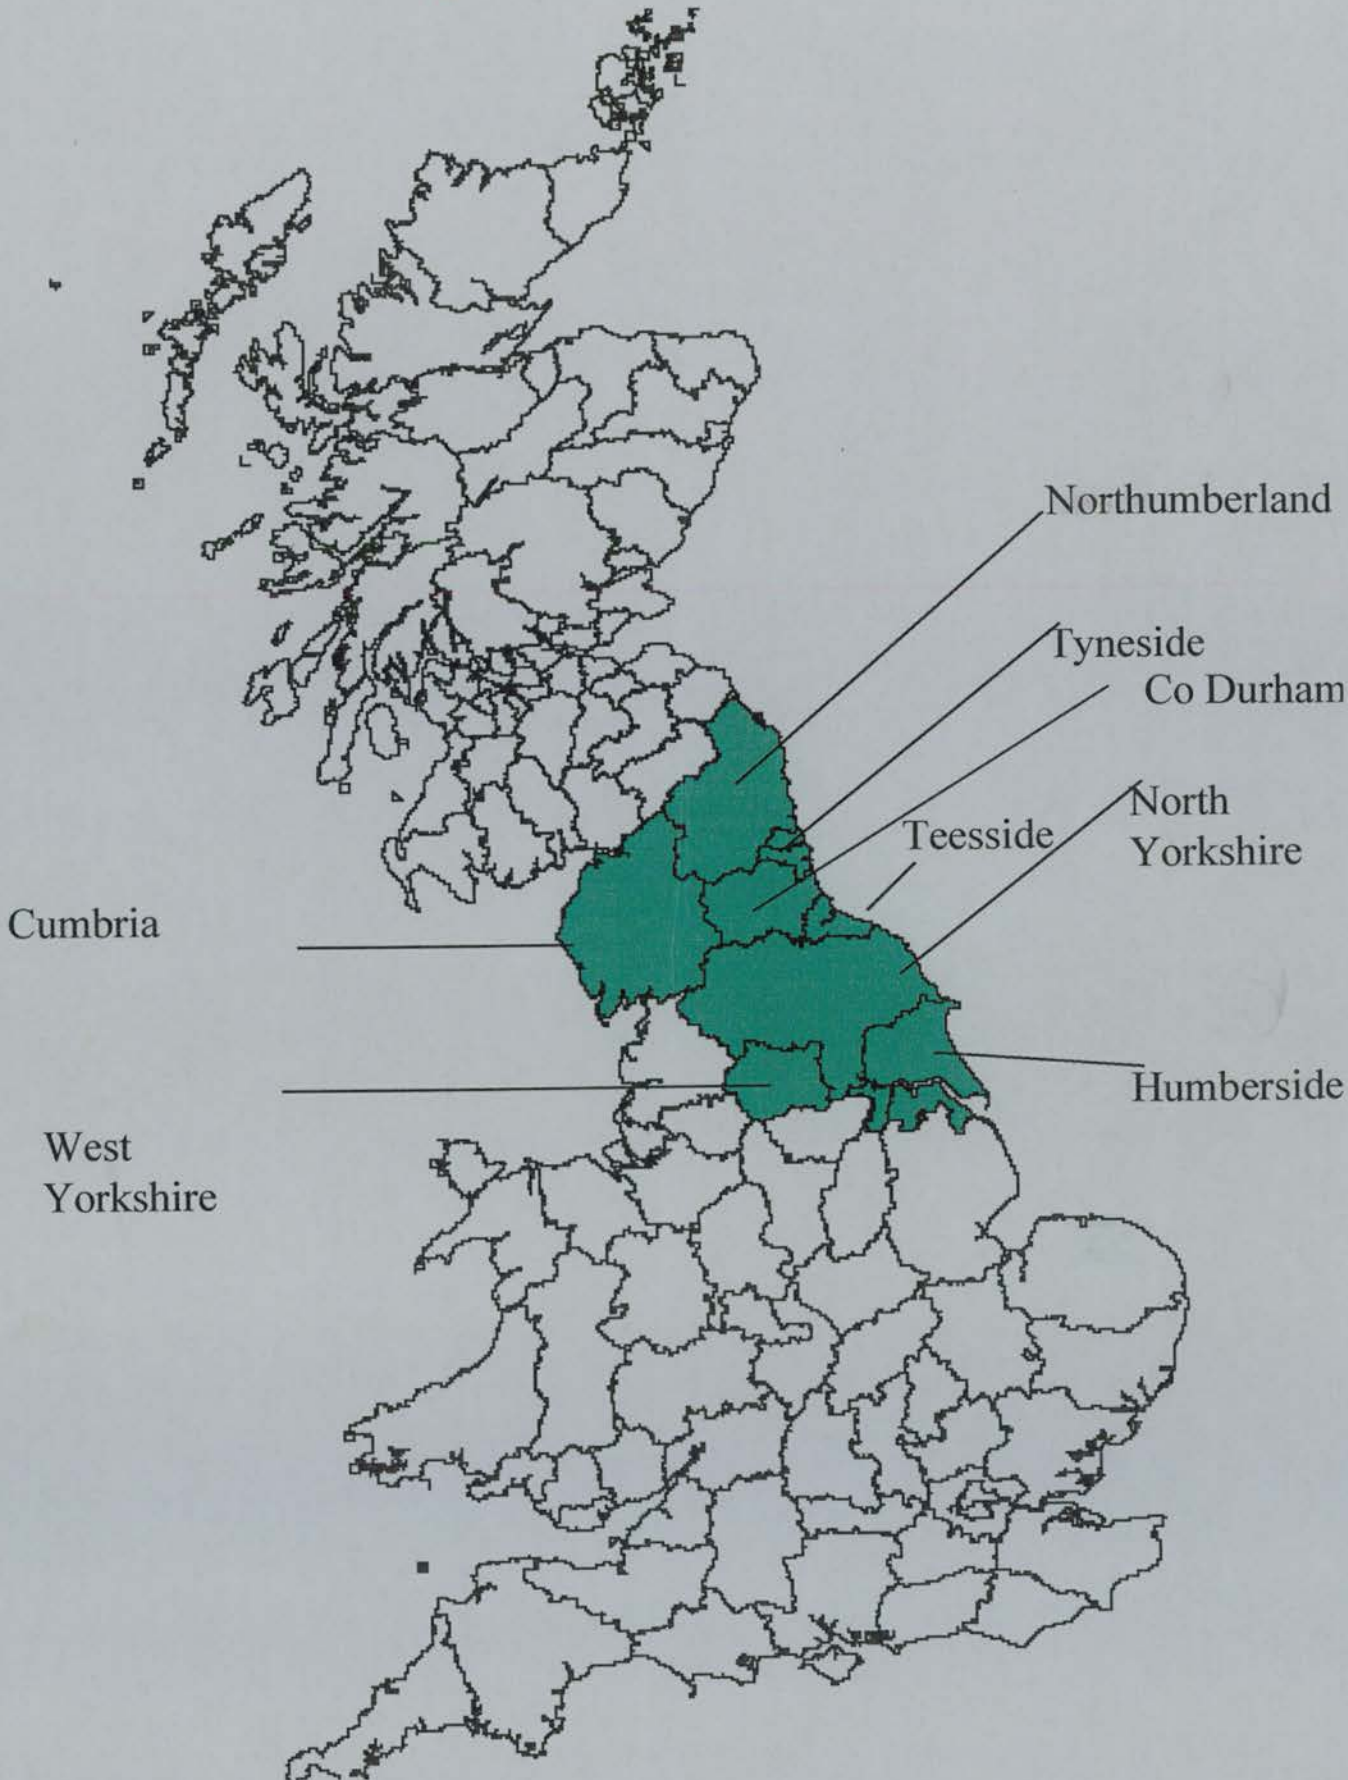 Northumberland
Tyneside
Co Durham
North
Yorkshire
Teesside
Cumbria
Humberside
West
Yorkshire